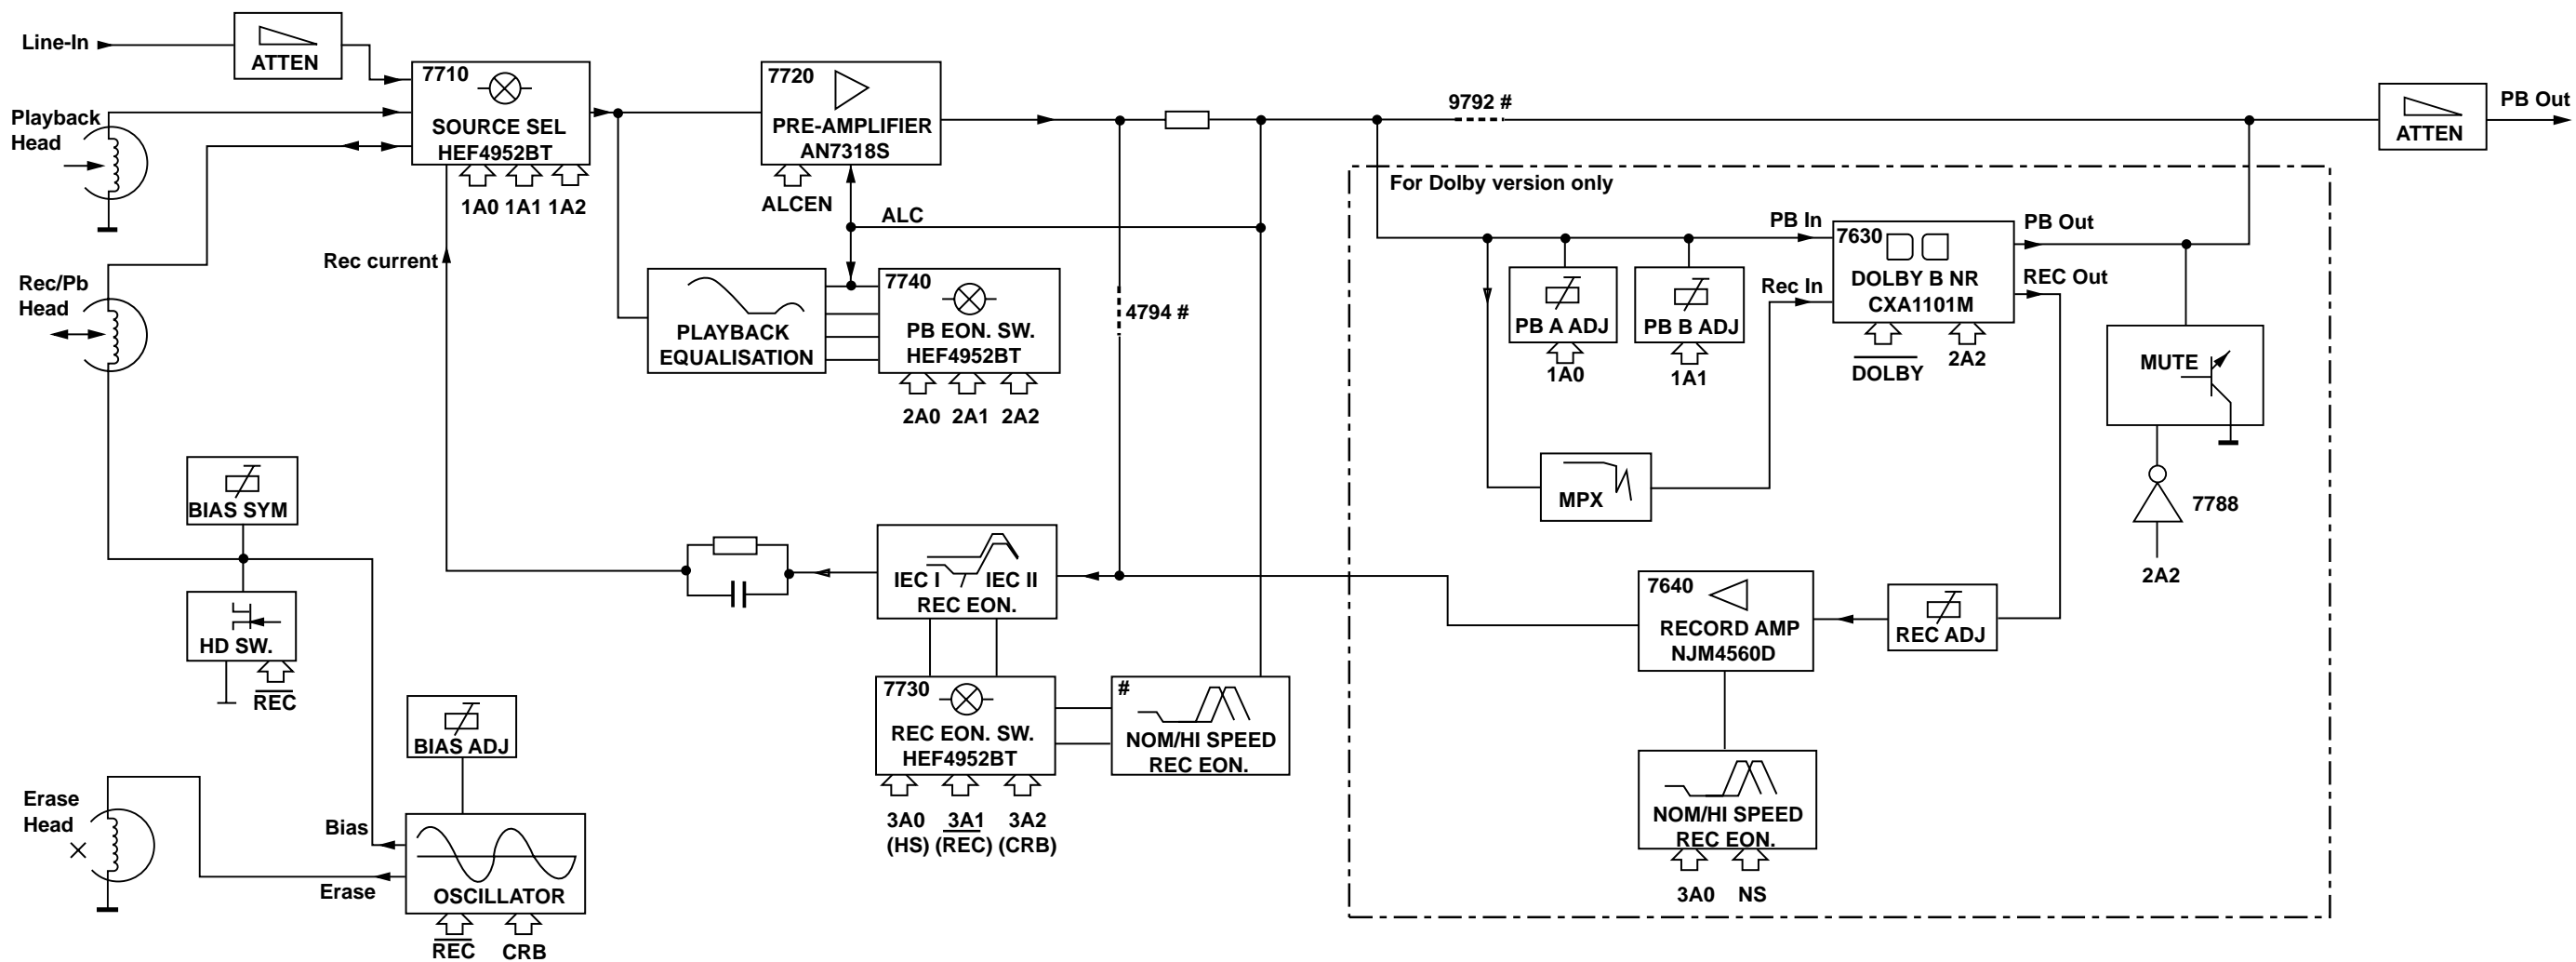 Line-In
ATTEN
Playback
Head
7710
SOURCE SEL
HEF4952BT
1A0 1A1 1A2
7720
PRE-AMPLIFIER
AN7318S
ALCEN
ALC
9792 #
ATTEN
PB Out
For Dolby version only
Rec/Pb
Head
Rec current
PLAYBACK
EQUALISATION
7740
PB EON. SW.
HEF4952BT
2A0 2A1 2A2
4794 #
PB In
Rec In
PB A ADJ
1A0
PB B ADJ
1A1
7630
DOLBY B NR
CXA1101M
DOLBY
2A2
PB Out
REC Out
MUTE
7788
2A2
MPX
BIAS SYM
HD SW.
REC
IEC I IEC II
REC EON.
7730
REC EON. SW.
HEF4952BT
3A0 3A1 3A2
(HS) (REC) (CRB)
#
NOM/HI SPEED
REC EON.
7640
RECORD AMP
NJM4560D
REC ADJ
NOM/HI SPEED
REC EON.
3A0 NS
BIAS ADJ
Erase
Head
Bias
Erase
OSCILLATOR
REC CRB